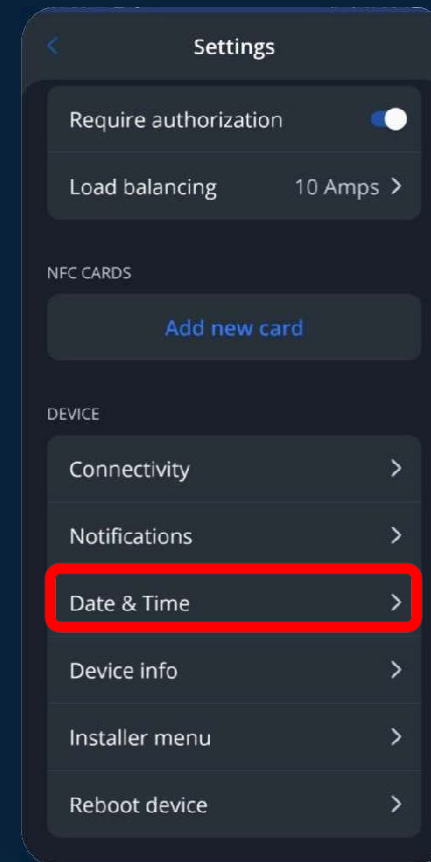 Settings
Require authorization
Load balancing 10 Amps
NFC CARDS
Add new card
DEVICE
Connectivity
Notifications
Date & Time
Device info
Installer menu
Reboot device